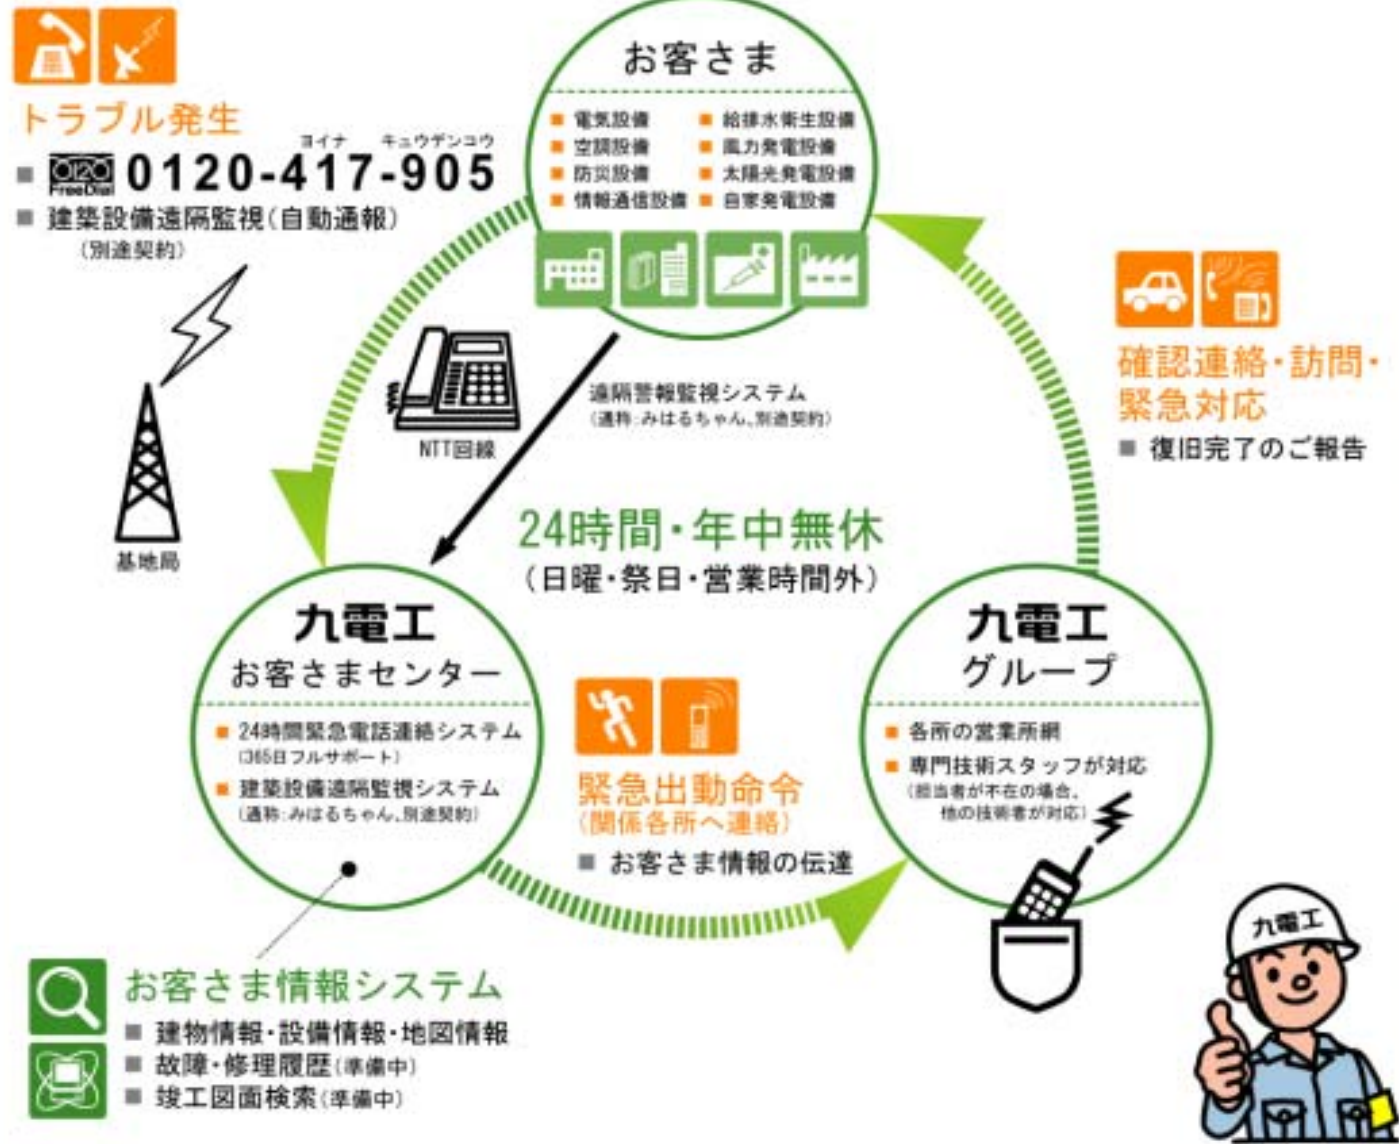 トラブル発生
ヨイナ キュウデンコウ
0120 FreeDial 0120-417-905
建築設備遠隔監視(自動通報)
(別途契約)
基地局
お客さま
電気設備
空調設備
防災設備
情報通信設備
給排水衛生設備
風力発電設備
太陽光発電設備
自家発電設備
NTT回線
遠隔警報監視システム
(通称:みはるちゃん、別途契約)
確認連絡・訪問・
緊急対応
復旧完了のご報告
24時間・年中無休
(日曜・祭日・営業時間外)
九電工
お客さまセンター
24時間緊急電話連絡システム
(365日フルサポート)
建築設備遠隔監視システム
(通称:みはるちゃん、別途契約)
緊急出動命令
(関係各所へ連絡)
お客さま情報の伝達
九電工
グループ
各所の営業所網
専門技術スタッフが対応
(担当者が不在の場合、
他の技術者が対応)
お客さま情報システム
建物情報・設備情報・地図情報
故障・修理履歴(準備中)
竣工図面検索(準備中)
九電工